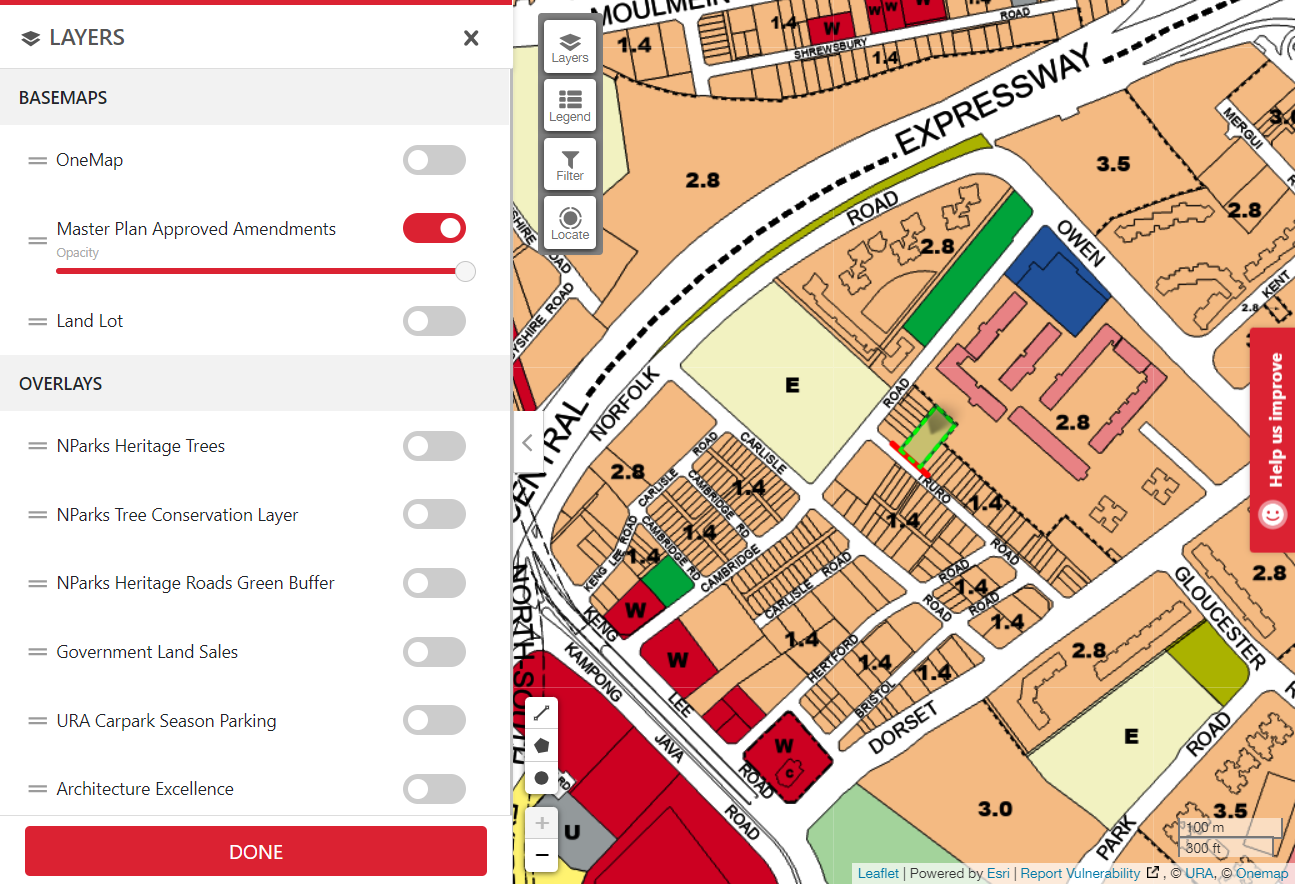 LAYERS
BASEMAPS
OneMap
Master Plan Approved Amendments
Opacity
Land Lot
OVERLAYS
NParks Heritage Trees
NParks Tree Conservation Layer
NParks Heritage Roads Green Buffer
Government Land Sales
URA Carpark Season Parking
Architecture Excellence
DONE
Layers
Legend
Filter
Locate
MOULMEIN
ROAD
1.4
W
W
W
W
1.4
SHREWSBURY
1.4
EXPRESSWAY
2.8
3.5
MERGUI
2.8
ROAD
2.8
OWEN
KENT
2.8
ROAD
ROAD
NORFOLK
E
ROAD
2.8
CARLISLE
ROAD
2.8
CARLISLE
1.4
CAMBRIDGE RD
1.4
TRURO
1.4
1.4
ROAD
KENG LEE ROAD
CAMBRIDGE RD
1.4
CAMBRIDGE
CARLISLE ROAD
W
KENG
ROAD
1.4
ROAD
ROAD
1.4
GLOUCESTER
2.8
2.8
W
1.4
HERTFORD
1.4
1.4
BRISTOL
KAMPONG
LEE
JAVA
ROAD
ROAD
W
C
DORSET
E
ROAD
NORTH-SOUTH
RD
U
3.0
PARK
3.5
Help us improve
100 m
300 ft
Leaflet | Powered by Esri | Report Vulnerability , © URA, © Onemap